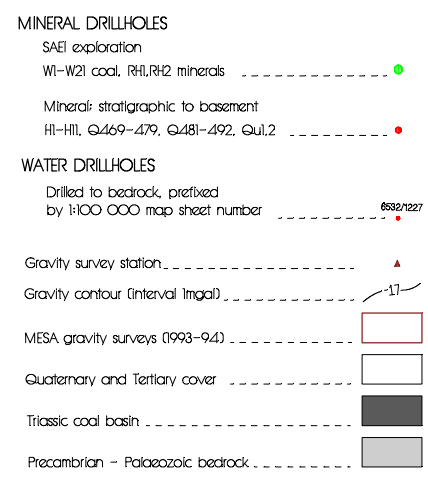 MINERAL DRILLHOLES
SAEI exploration
W1-W21 coal, RH1,RH2 minerals
Mineral; stratigraphic to basement
H1-H11, Q469-479, Q481-492, Qu1,2
WATER DRILLHOLES
Drilled to bedrock, prefixed
by 1:100 000 map sheet number
6532/1227
Gravity survey station
Gravity contour (interval 1mgal)
-17
MESA gravity surveys (1993-94)
Quaternary and Tertiary cover
Triassic coal basin
Precambrian - Palaeozoic bedrock